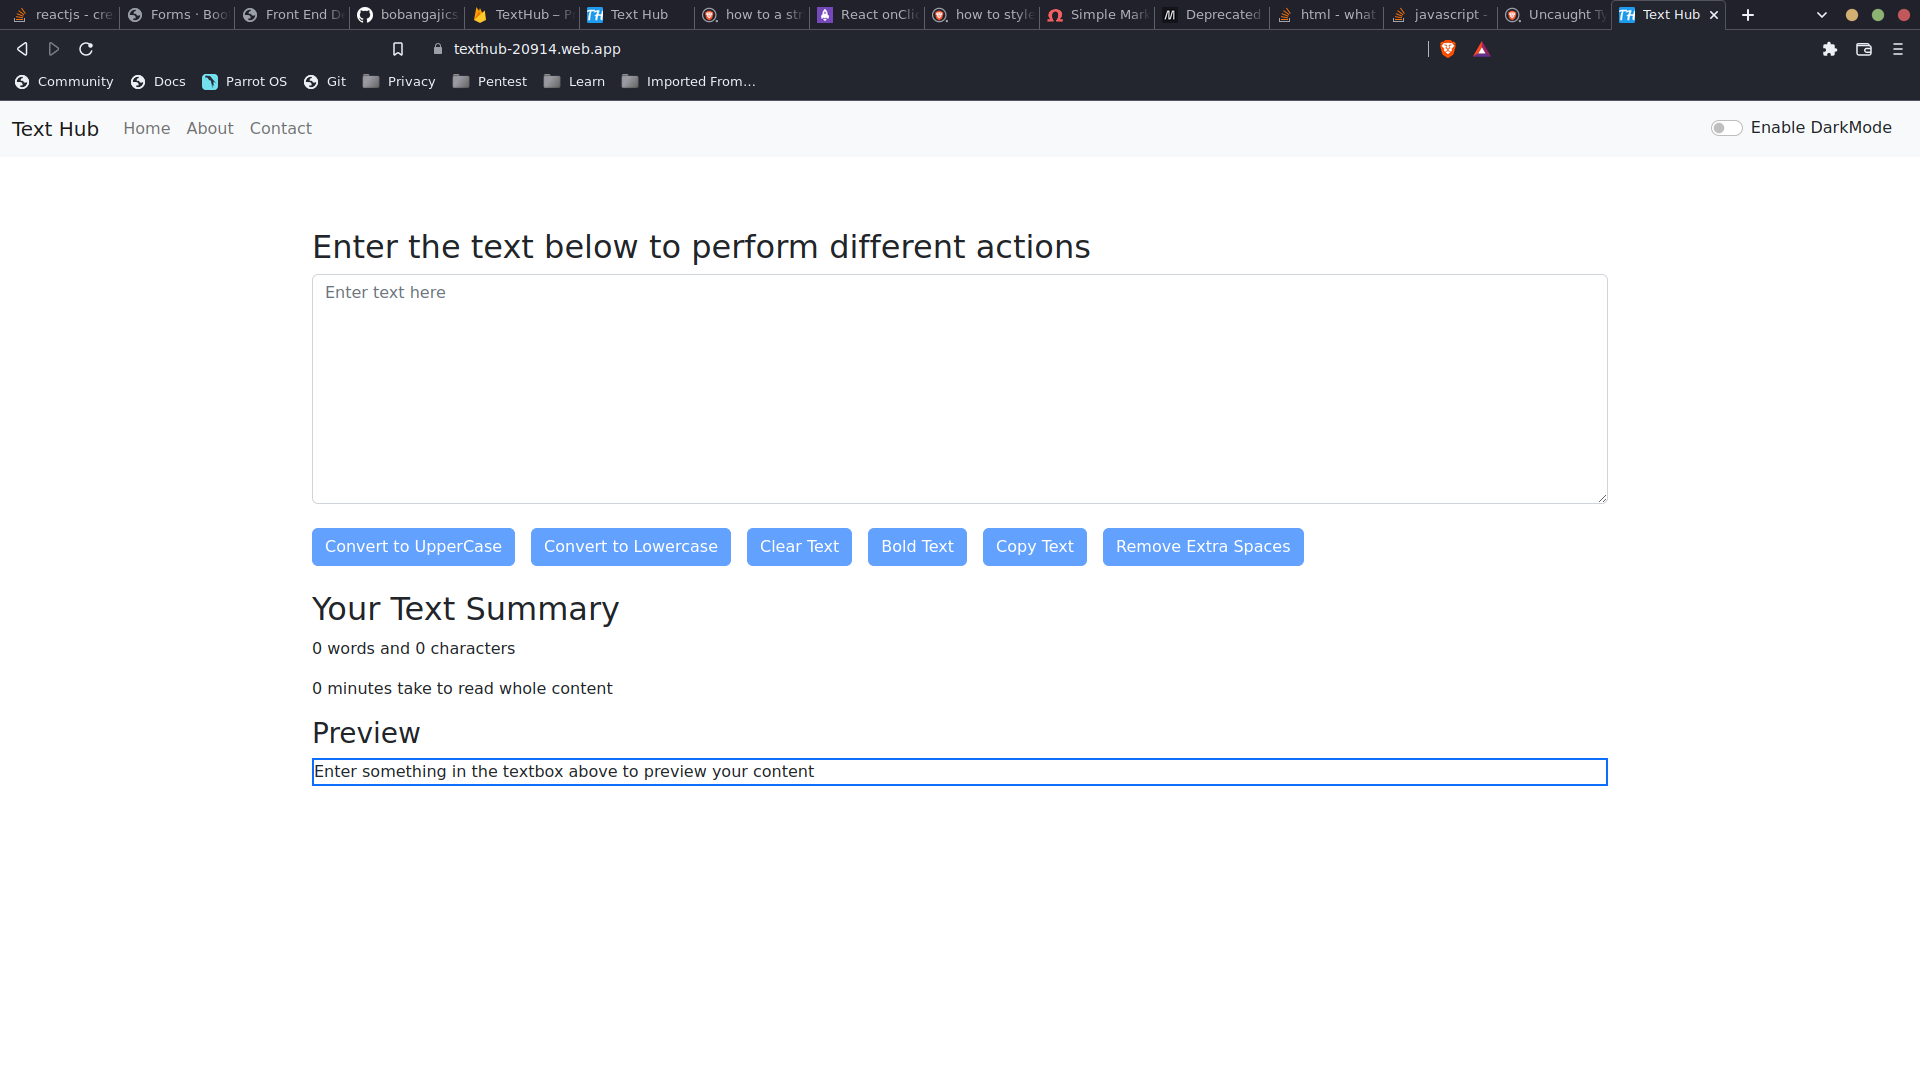 reactjs - cre
Forms · Boo
Front End D
bobangajics
TextHub – P
Text Hub
how to a st
React onClic
how to style
Simple Mark
Deprecated
html - what
javascript -
Uncaught Ty
Text Hub
texthub-20914.web.app
Community
Docs
Parrot OS
Git
Privacy
Pentest
Learn
Imported From...
Text Hub
Home
About
Contact
Enable DarkMode
Enter the text below to perform different actions
Enter text here
Convert to UpperCase
Convert to Lowercase
Clear Text
Bold Text
Copy Text
Remove Extra Spaces
Your Text Summary
0 words and 0 characters
0 minutes take to read whole content
Preview
Enter something in the textbox above to preview your content